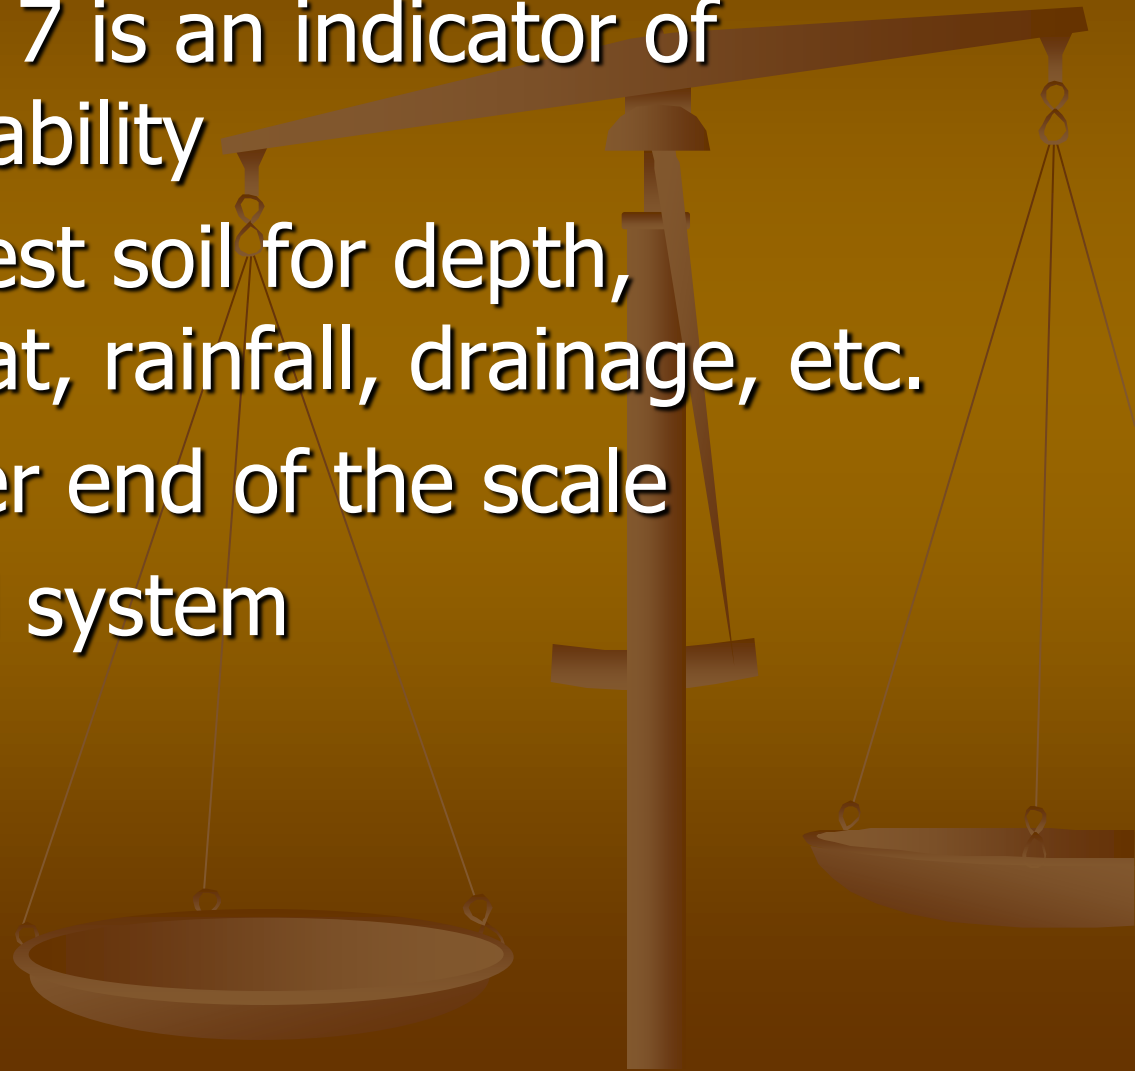 7 is an indicator of
ability
est soil for depth,
at, rainfall, drainage, etc.
er end of the scale
system